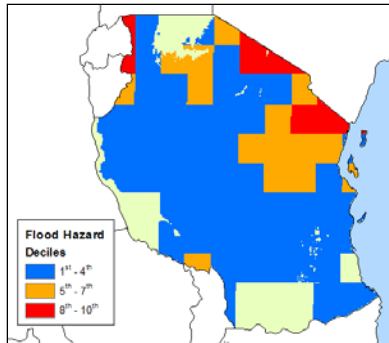 Flood Hazard
Deciles
1st - 4th
5th - 7th
8th - 10th